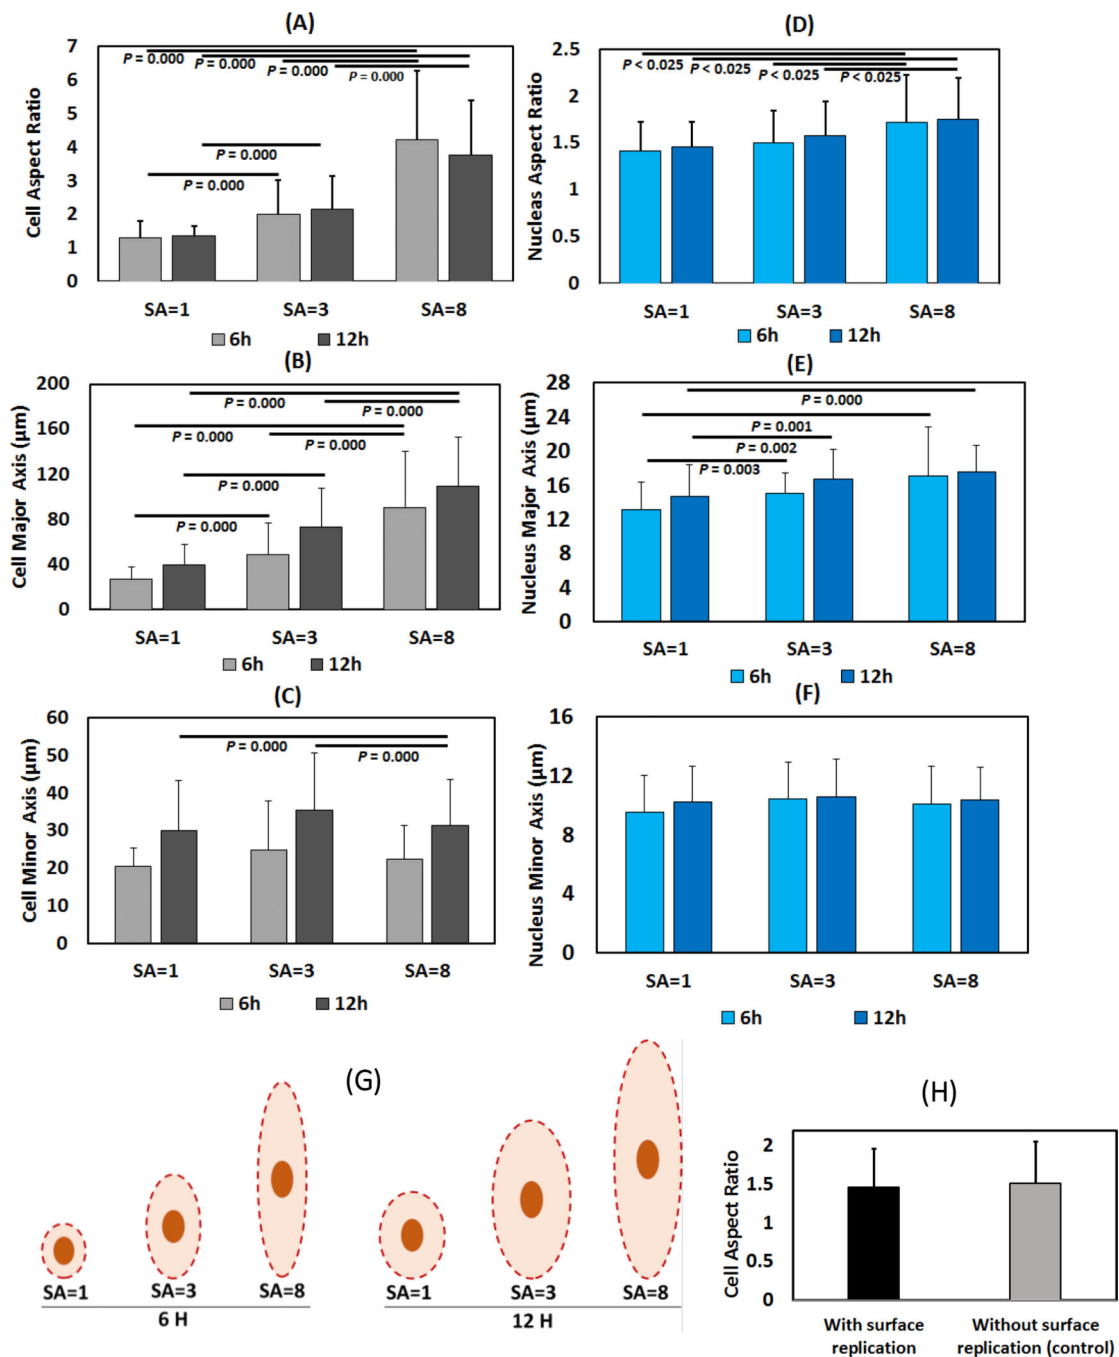 (A)
7
6
5
4
3
2
1
0
Cell Aspect Ratio
P = 0.000
P = 0.000
P = 0.000
P = 0.000
P = 0.000
P = 0.000
SA=1 SA=3 SA=8
6h 12h
(B)
200
160
120
80
40
0
Cell Major Axis (µm)
P = 0.000
P = 0.000
P = 0.000
P = 0.000
P = 0.000
P = 0.000
SA=1 SA=3 SA=8
6h 12h
(C)
60
50
40
30
20
10
0
Cell Minor Axis (µm)
P = 0.000 P = 0.000
SA=1 SA=3 SA=8
6h 12h
(D)
2.5
2
1.5
1
0.5
0
Nucleas Aspect Ratio
P < 0.025
P < 0.025
P < 0.025
P < 0.025
SA=1 SA=3 SA=8
6h 12h
(E)
28
24
20
16
12
8
4
0
Nucleus Major Axis (µm)
P = 0.000
P = 0.001
P = 0.002
P = 0.003
SA=1 SA=3 SA=8
6h 12h
(F)
16
12
8
4
0
Nucleus Minor Axis (µm)
SA=1 SA=3 SA=8
6h 12h
(G)
SA=1 SA=3 SA=8
6 H
SA=1 SA=3 SA=8
12 H
(H)
2
1.5
1
0.5
0
Cell Aspect Ratio
With surface
replication
Without surface
replication (control)